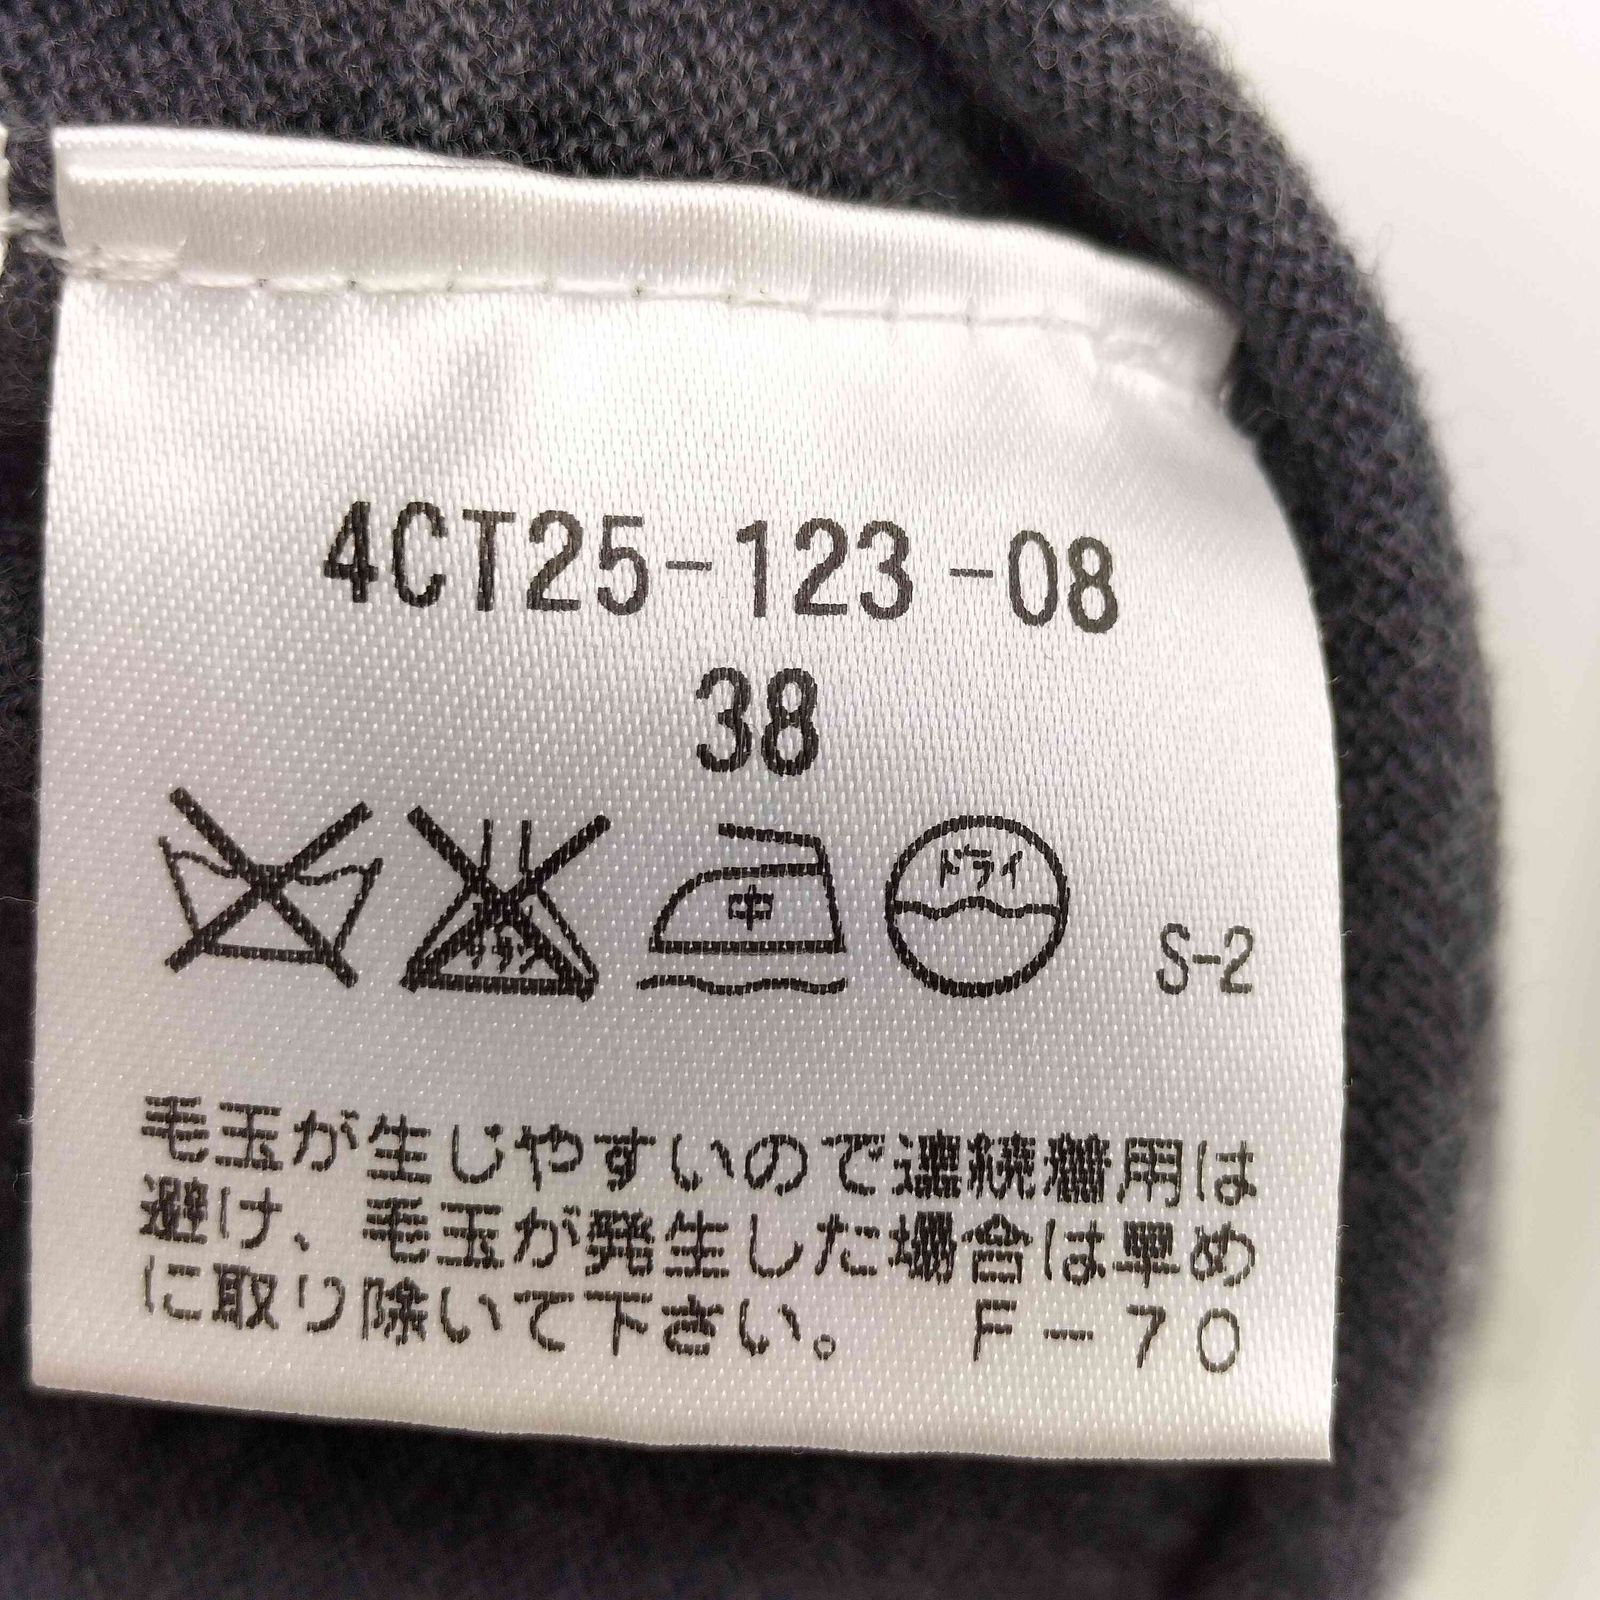 4CT25-123-08
38
中 ドライ S-2
毛玉が生じやすいので連続着用は
避け、毛玉が発生した場合は早め
に取り除いて下さい。 F-70